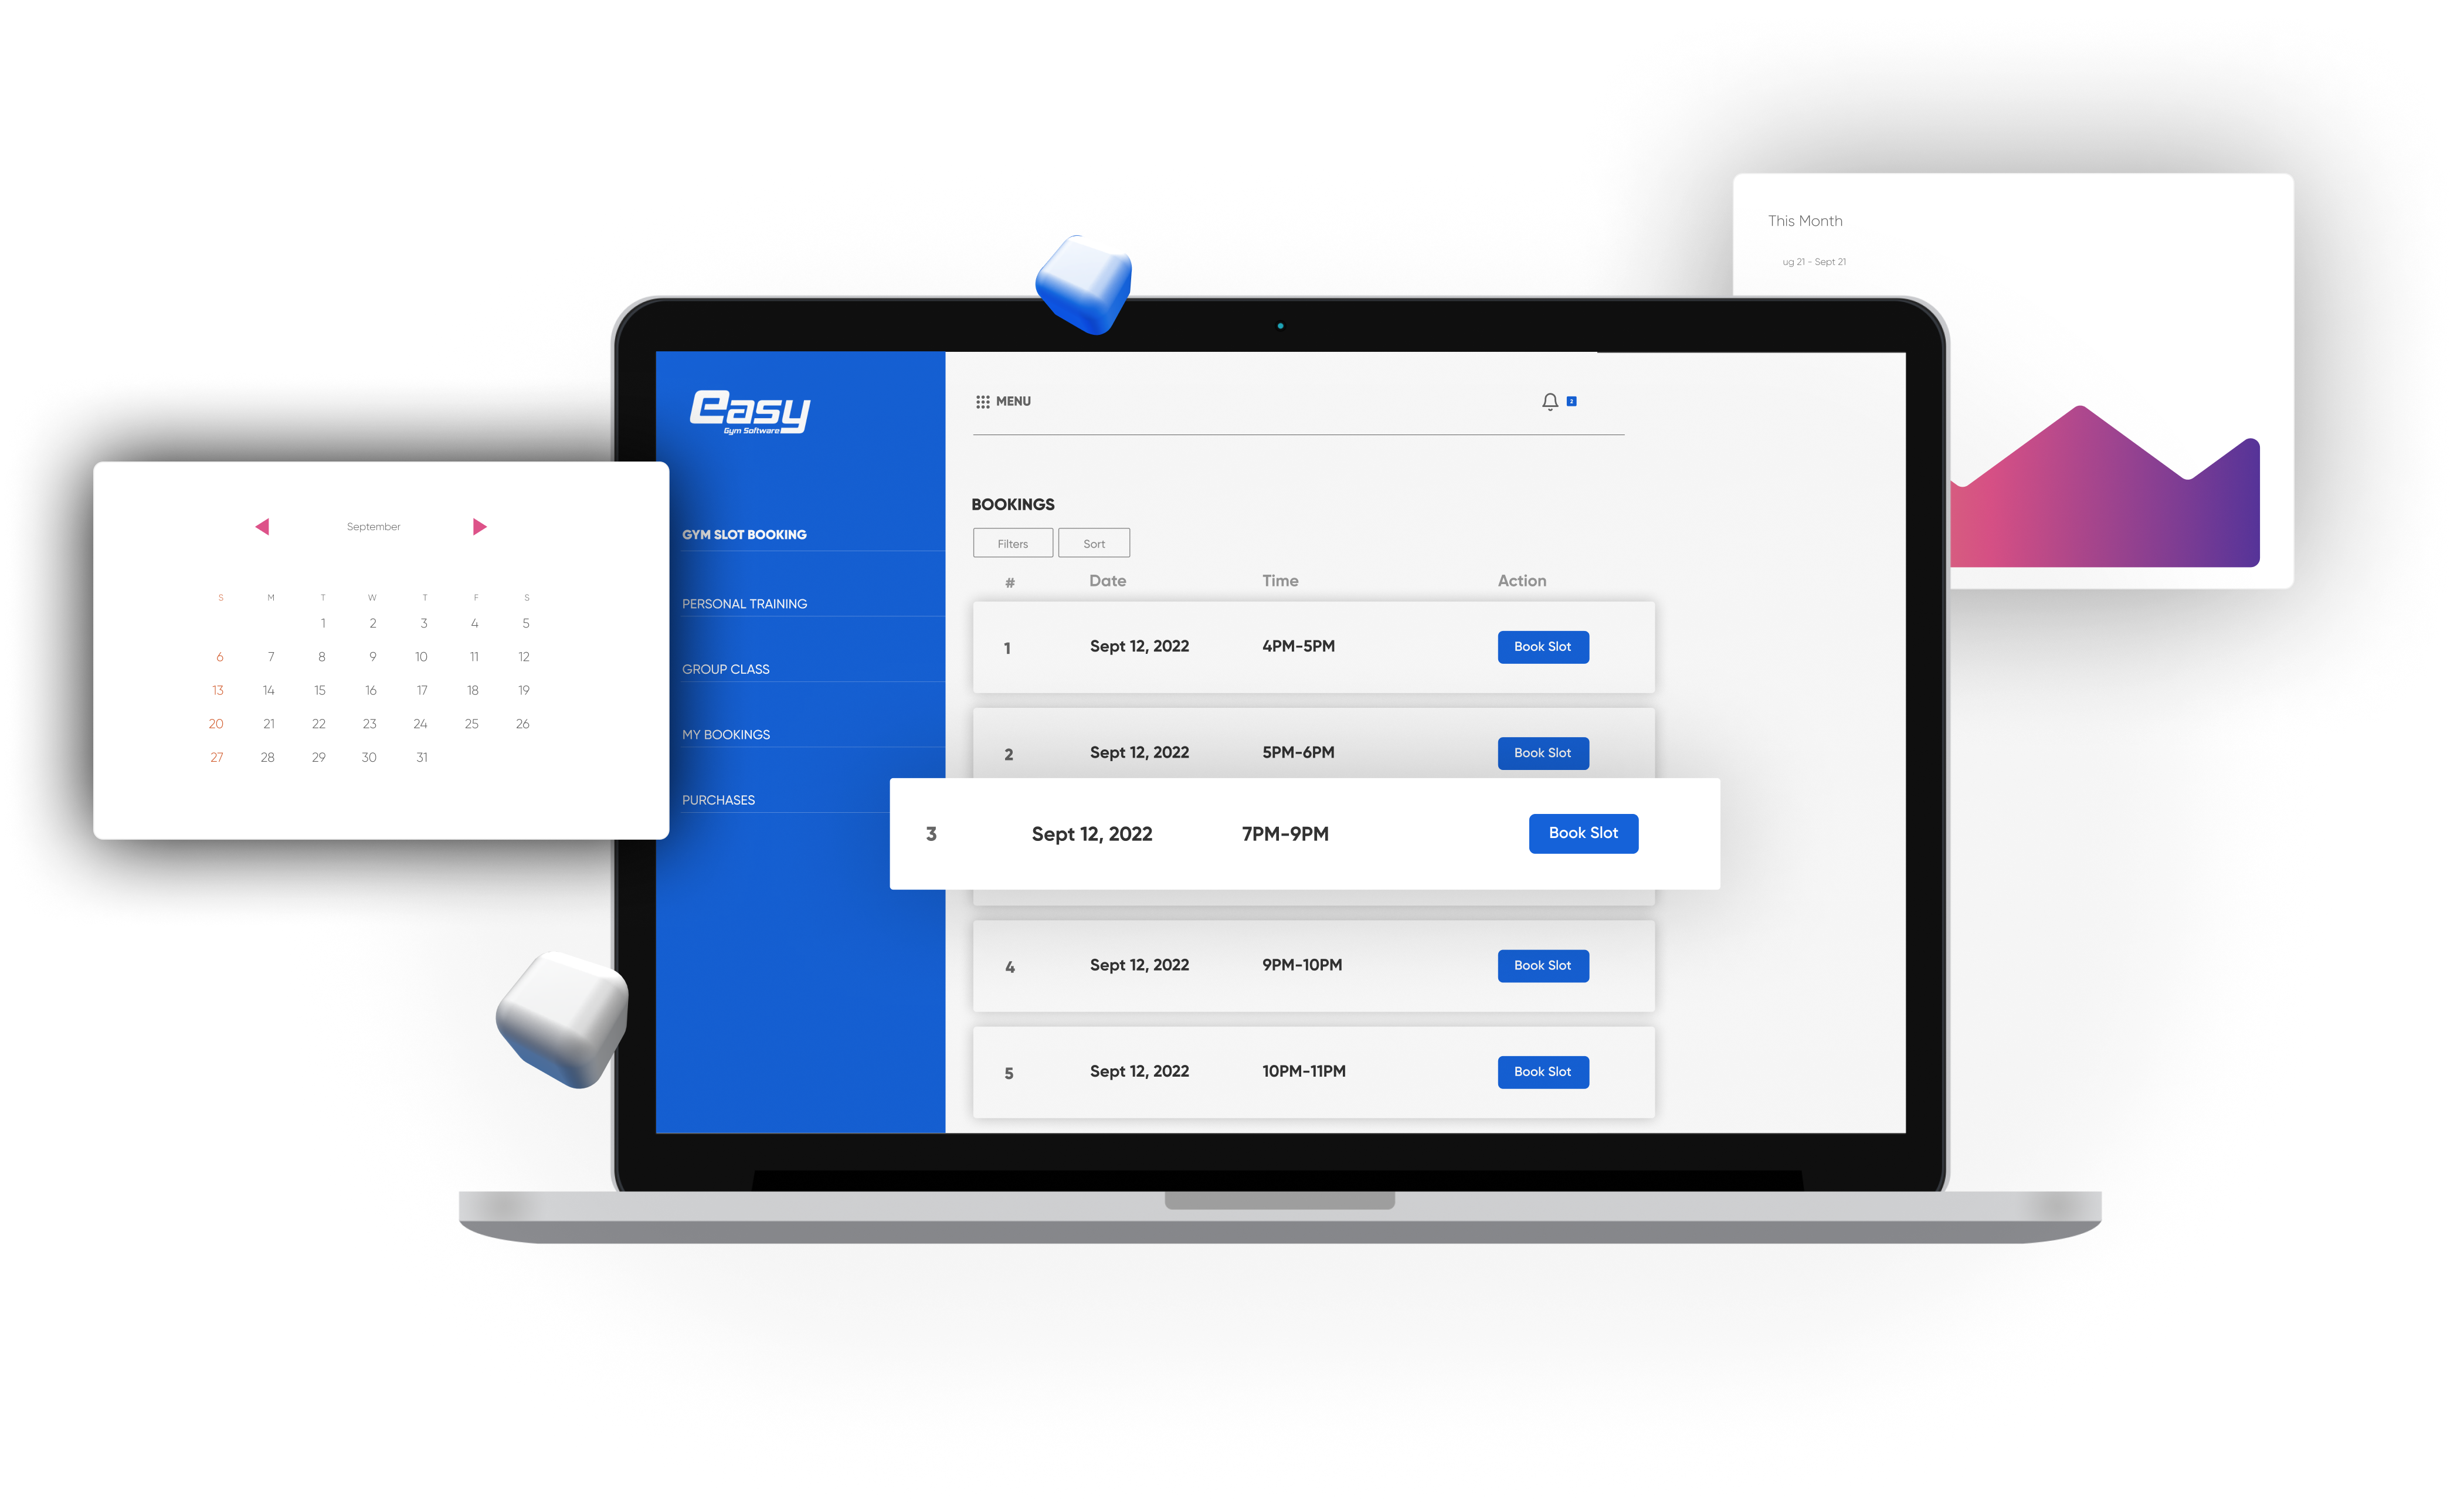 This Month
ug 21 - Sept 21
easy
Gym Software
MENU
2
GYM SLOT BOOKING
PERSONAL TRAINING
GROUP CLASS
MY BOOKINGS
PURCHASES
September
S M T W T F S
1 2 3 4 5
6 7 8 9 10 11 12
13 14 15 16 17 18 19
20 21 22 23 24 25 26
27 28 29 30 31
BOOKINGS
Filters Sort
# Date Time Action
1 Sept 12, 2022 4PM-5PM Book Slot
2 Sept 12, 2022 5PM-6PM Book Slot
3 Sept 12, 2022 7PM-9PM Book Slot
4 Sept 12, 2022 9PM-10PM Book Slot
5 Sept 12, 2022 10PM-11PM Book Slot